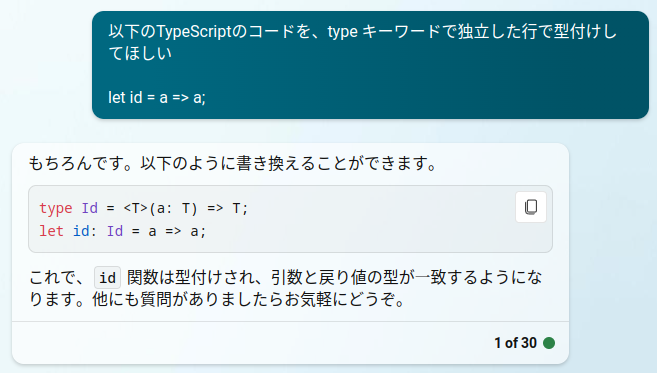 以下のTypeScriptのコードを、type キーワードで独立した行で型付けし
てほしい
let id = a => a;
もちろんです。以下のように書き換えることができます。
type Id = <T>(a: T) => T;
let id: Id = a => a;
これで、 id 関数は型付けされ、引数と戻り値の型が一致するようにな
ります。他にも質問がありましたらお気軽にどうぞ。
1 of 30